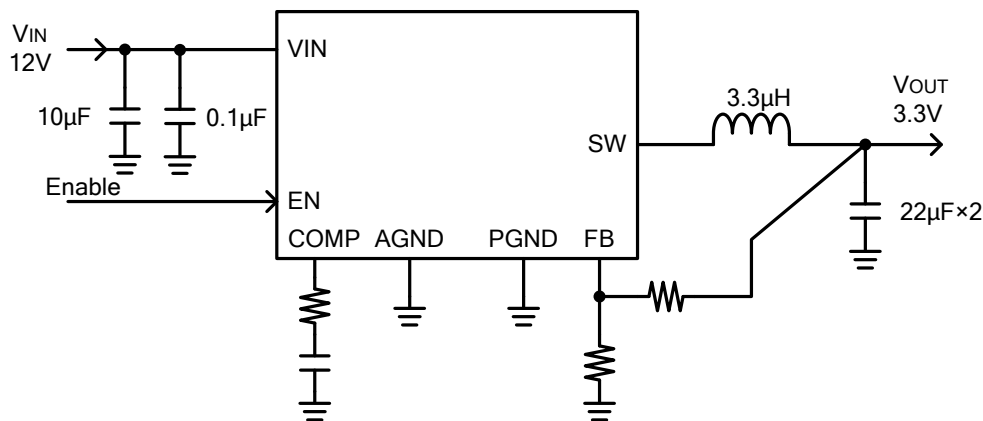 VIN
12V
VIN
10µF
0.1µF
3.3µH
VOUT
3.3V
SW
Enable
EN
22µF×2
COMP
AGND
PGND
FB